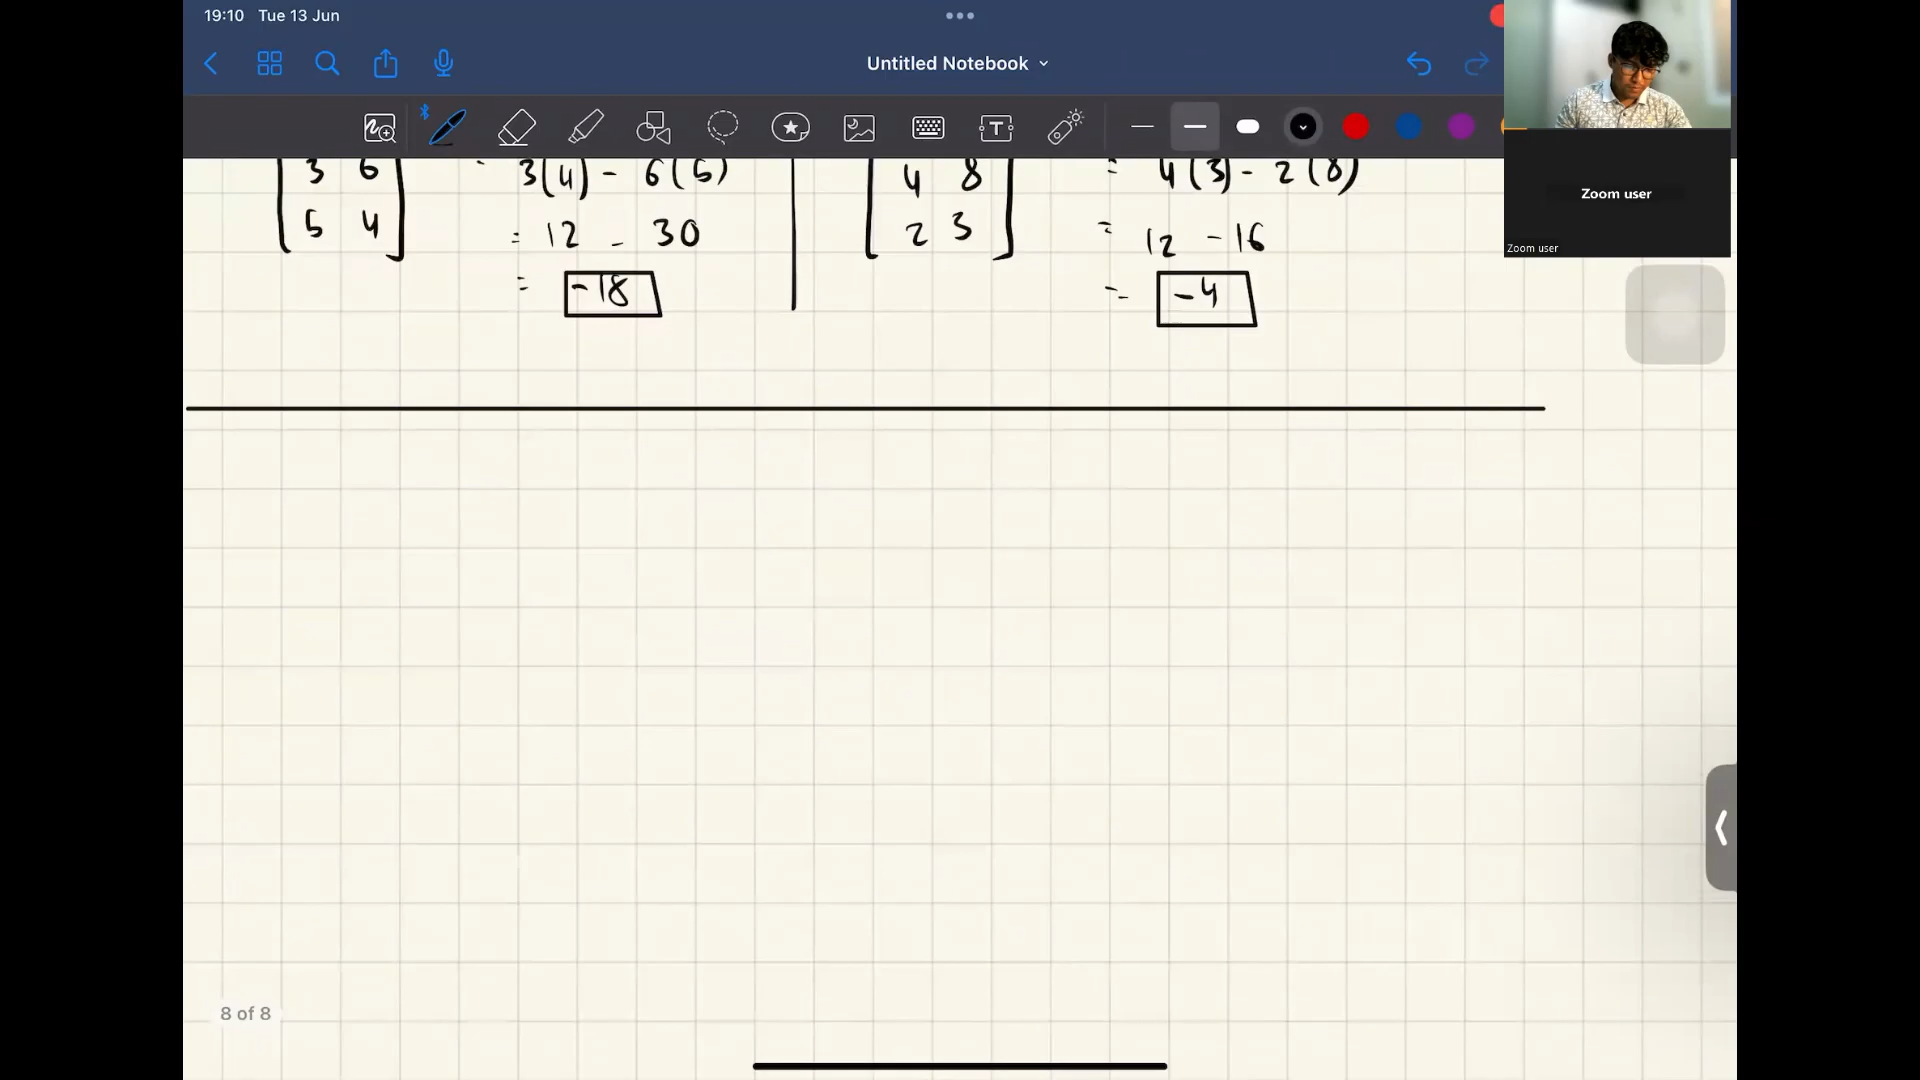 19:10 Tue 13 Jun
Untitled Notebook
T
Zoom user
Zoom user
3 6 = 3(4) - 6(5)
5 4 = 12 - 30
= -18
4 8 = 4(3) - 2(8)
2 3 = 12 - 16
= -4
8 of 8